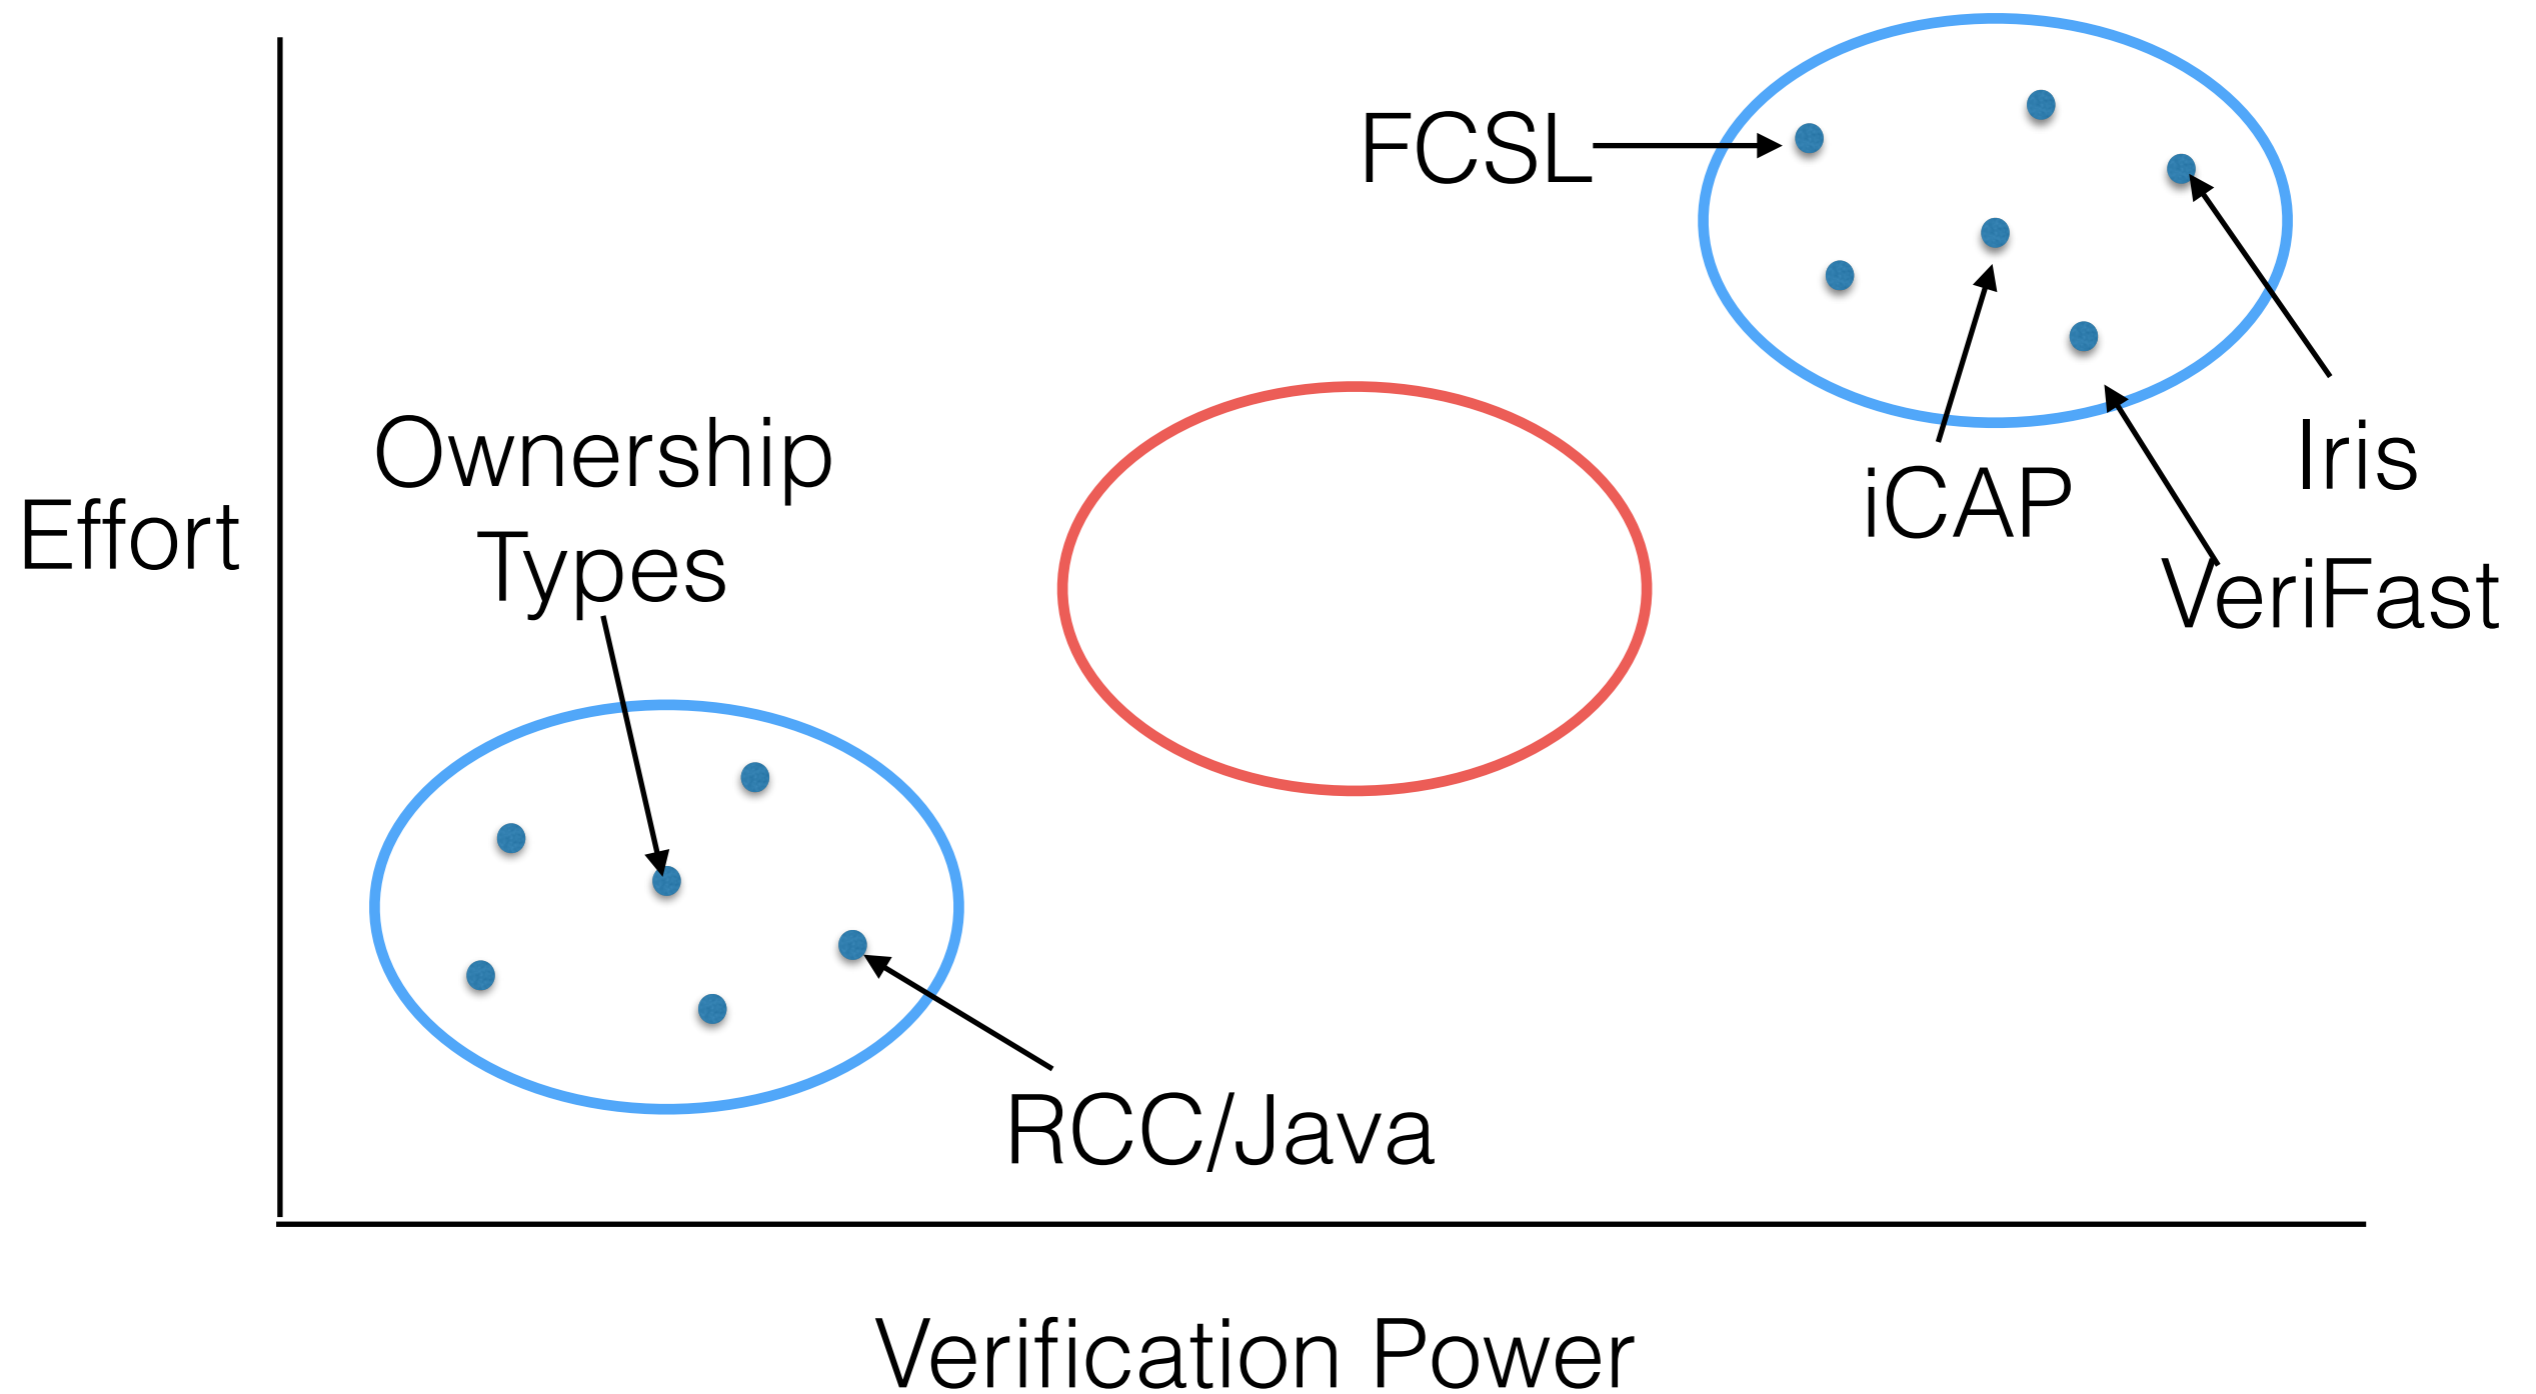 FCSL
Ownership
Types
Effort
iCAP
Iris
VeriFast
RCC/Java
Verification Power